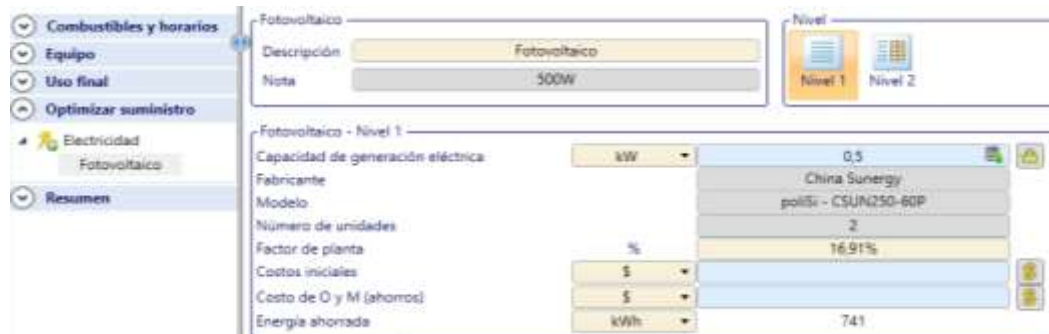 Combustibles y horarios
Equipo
Uso final
Optimizar suministro
Electricidad
Fotovoltaico
Resumen
Fotovoltaico
Descripción Fotovoltaico
Nota 500W
Nivel
Nivel 1 Nivel 2
Fotovoltaico - Nivel 1
Capacidad de generación eléctrica kW 0,5
Fabricante China Sunergy
Modelo poliSi - CSUN250-60P
Número de unidades 2
Factor de planta % 16,91%
Costos iniciales $
Costo de O y M (ahorros) $
Energía ahorrada kWh 741